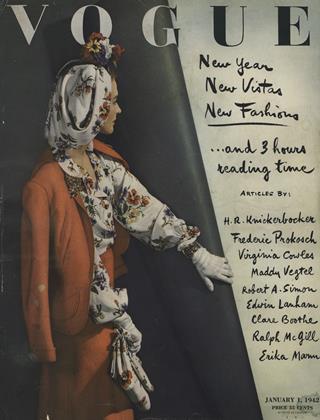 VOGUE
New Year
New Vistas
New Fashions
...and 3 hours
reading time
ARTICLES BY:
H.R. Knickerbocker
Frederic Prokosch
Virginia Cowles
Maddy Vegtel
Robert A. Simon
Edwin Lanham
Clare Boothe
Ralph McGill
Erika Mann
JANUARY 1, 1942
PRICE 35 CENTS